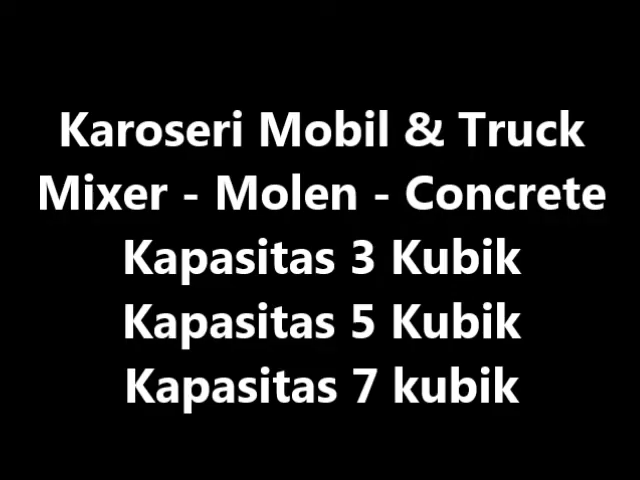 Karoseri Mobil & Truck
Mixer - Molen - Concrete
Kapasitas 3 Kubik
Kapasitas 5 Kubik
Kapasitas 7 kubik